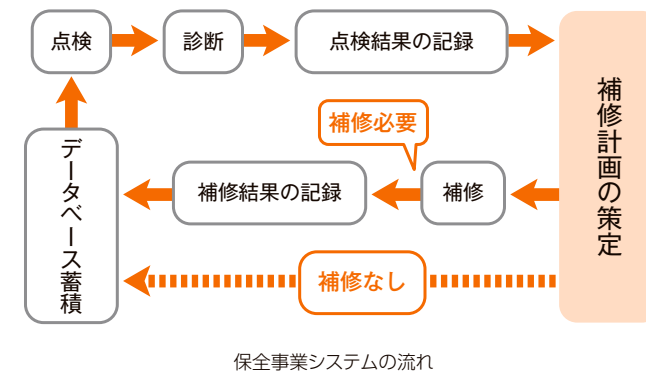 点検
診断
点検結果の記録
補修計画の策定
補修必要
補修
補修結果の記録
データベース蓄積
補修なし
保全事業システムの流れ